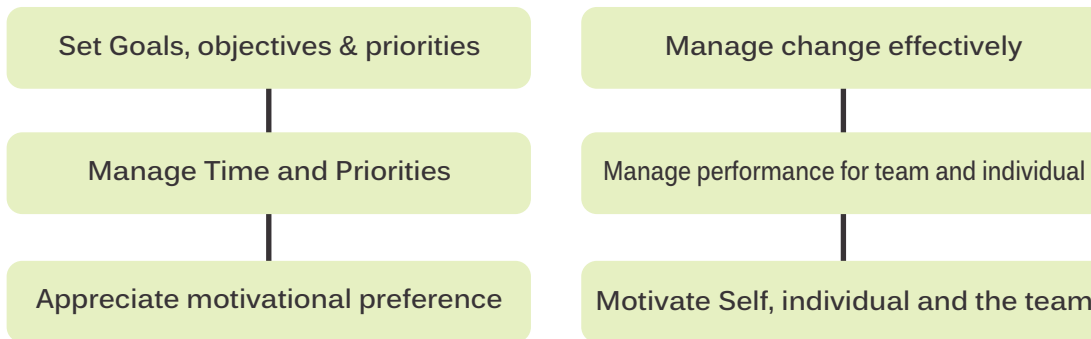 Set Goals, objectives & priorities
Manage Time and Priorities
Appreciate motivational preference
Manage change effectively
Manage performance for team and individual
Motivate Self, individual and the team